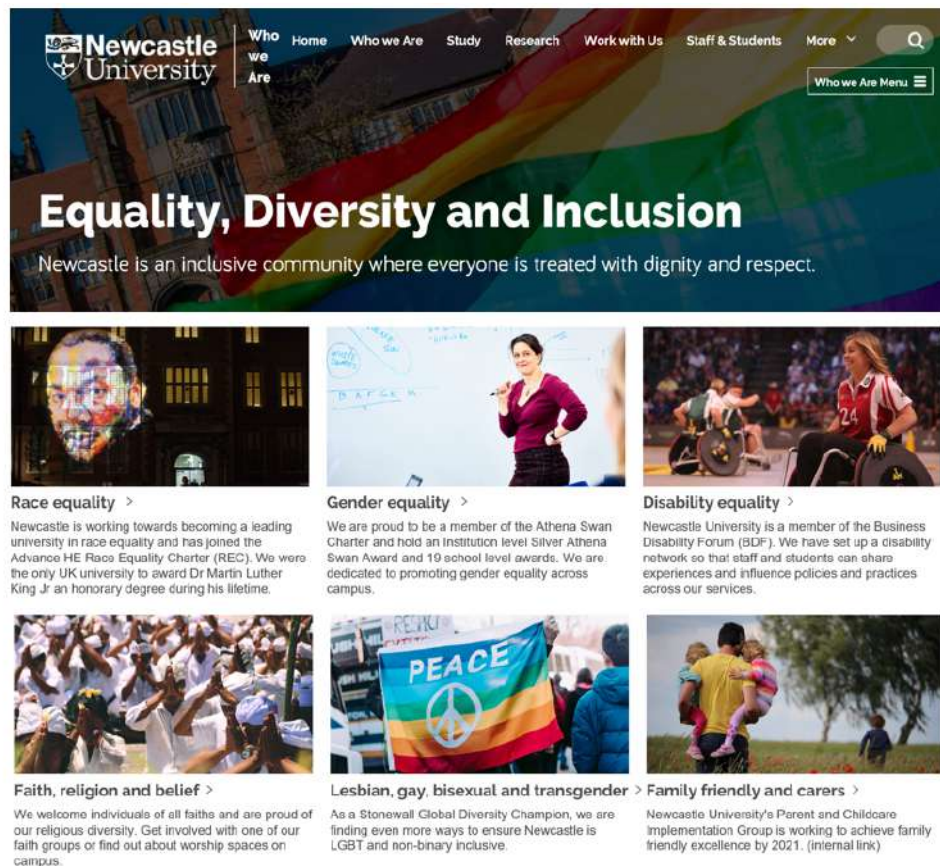 Newcastle University
Who we Are
Home Who we Are Study Research Work with Us Staff & Students More
Who we Are Menu
Equality, Diversity and Inclusion
Newcastle is an inclusive community where everyone is treated with dignity and respect.
Race equality >
Newcastle is working towards becoming a leading
university in race equality and has joined the
Advance HE Race Equality Charter (REC). We were
the only UK university to award Dr Martin Luther
King Jr an honorary degree during his lifetime.
Gender equality >
We are proud to be a member of the Athena Swan
Charter and hold an Institution level Silver Athena
Swan Award and 19 school level awards. We are
dedicated to promoting gender equality across
campus.
24
Disability equality >
Newcastle University is a member of the Business
Disability Forum (BDF). We have set up a disability
network so that staff and students can share
experiences and influence policies and practices
across our services.
Faith, religion and belief >
We welcome individuals of all faiths and are proud of
our religious diversity. Get involved with one of our
faith groups or find out about worship spaces on
campus.
PEACE
Lesbian, gay, bisexual and transgender >
As a Stonewall Global Diversity Champion, we are
finding even more ways to ensure Newcastle is
LGBT and non-binary inclusive.
Family friendly and carers >
Newcastle University's Parent and Childcare
Implementation Group is working to achieve family
friendly excellence by 2021. (internal link)